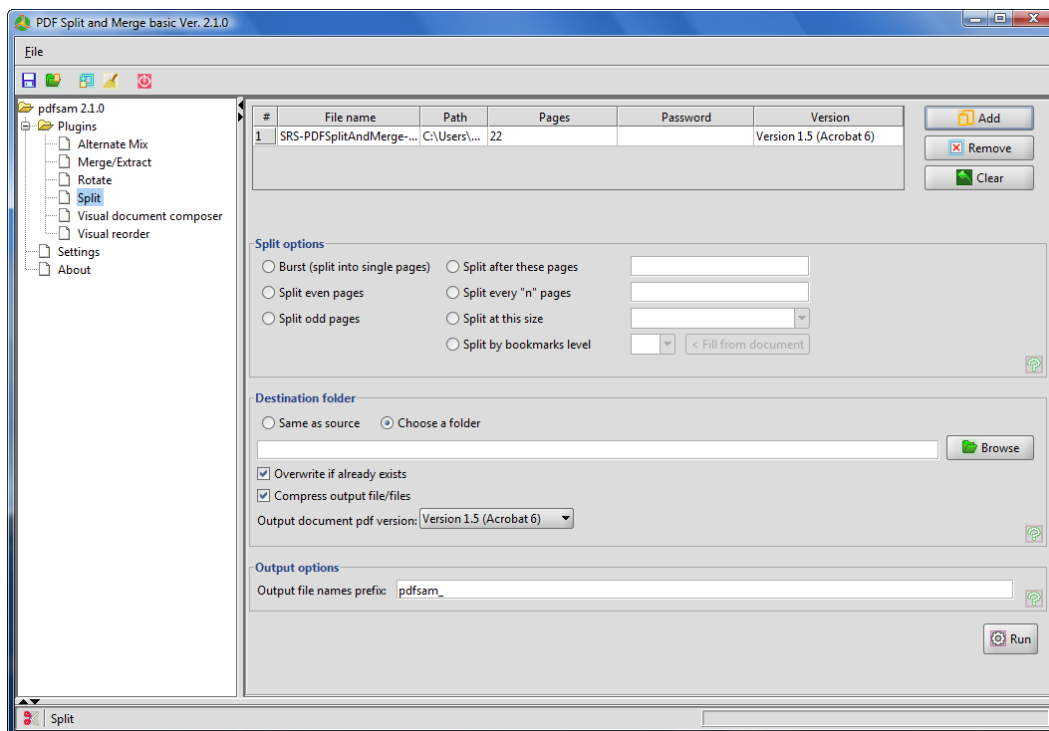 PDF Split and Merge basic Ver. 2.1.0
File
pdfsam 2.1.0
Plugins
Alternate Mix
Merge/Extract
Rotate
Split
Visual document composer
Visual reorder
Settings
About
# File name Path Pages Password Version
1 SRS-PDFSplitAndMerge-... C:\Users\... 22 Version 1.5 (Acrobat 6)
Add
Remove
Clear
Split options
Burst (split into single pages) Split after these pages
Split even pages Split every "n" pages
Split odd pages Split at this size
Split by bookmarks level < Fill from document
Destination folder
Same as source Choose a folder
Browse
Overwrite if already exists
Compress output file/files
Output document pdf version: Version 1.5 (Acrobat 6)
Output options
Output file names prefix: pdfsam_
Run
Split